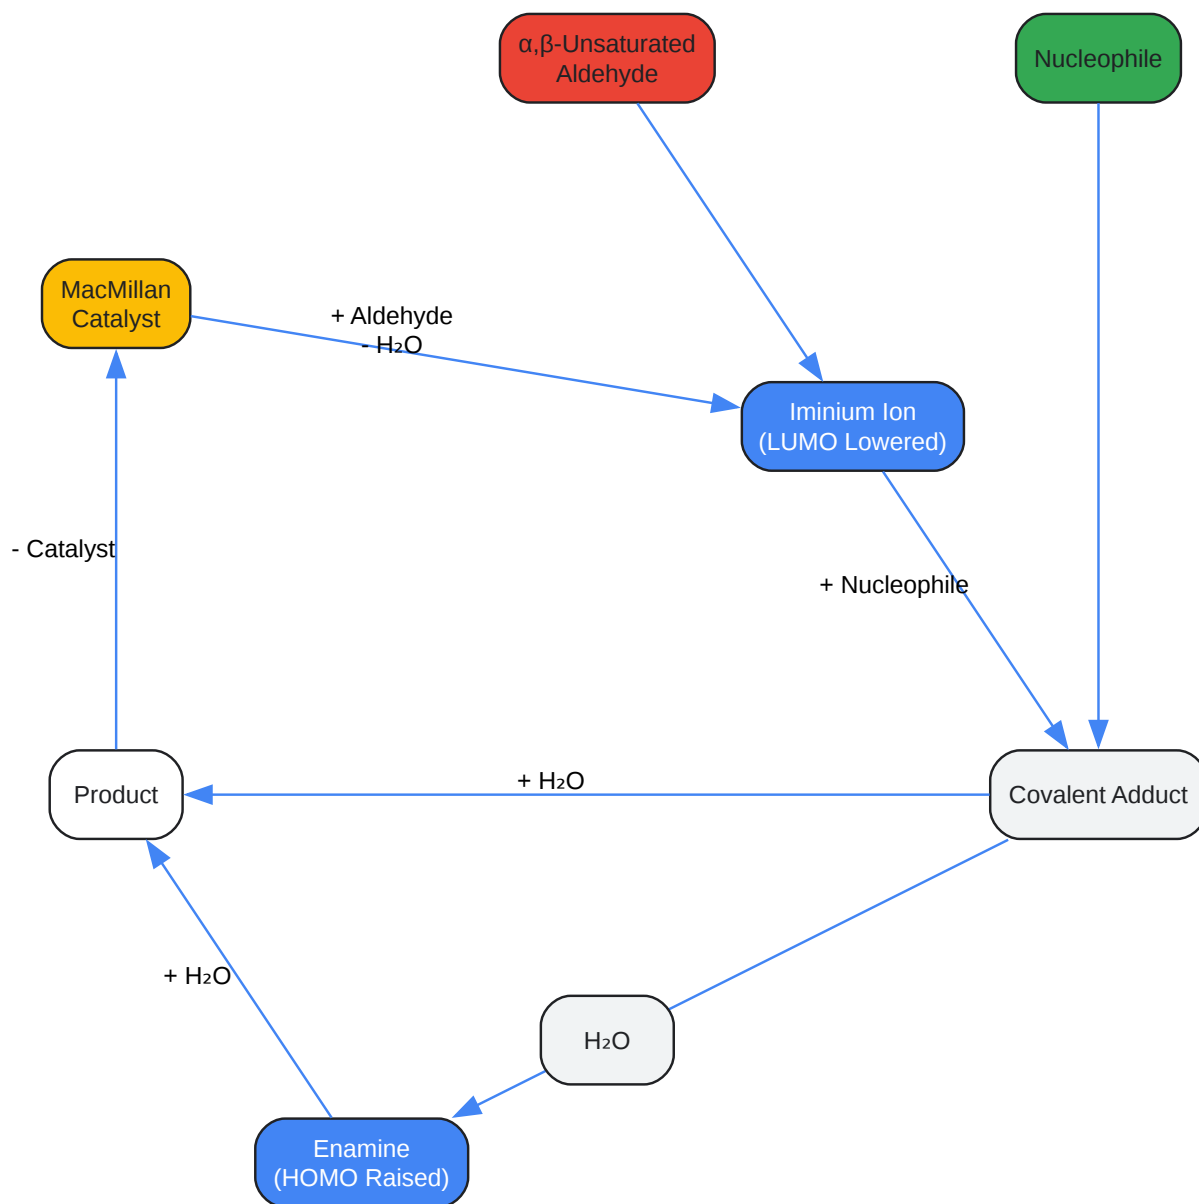 α,β-Unsaturated
Aldehyde
Nucleophile
MacMillan
Catalyst
+ Aldehyde
- H₂O
Iminium Ion
(LUMO Lowered)
- Catalyst
+ Nucleophile
Product
+ H₂O
Covalent Adduct
+ H₂O
H₂O
Enamine
(HOMO Raised)